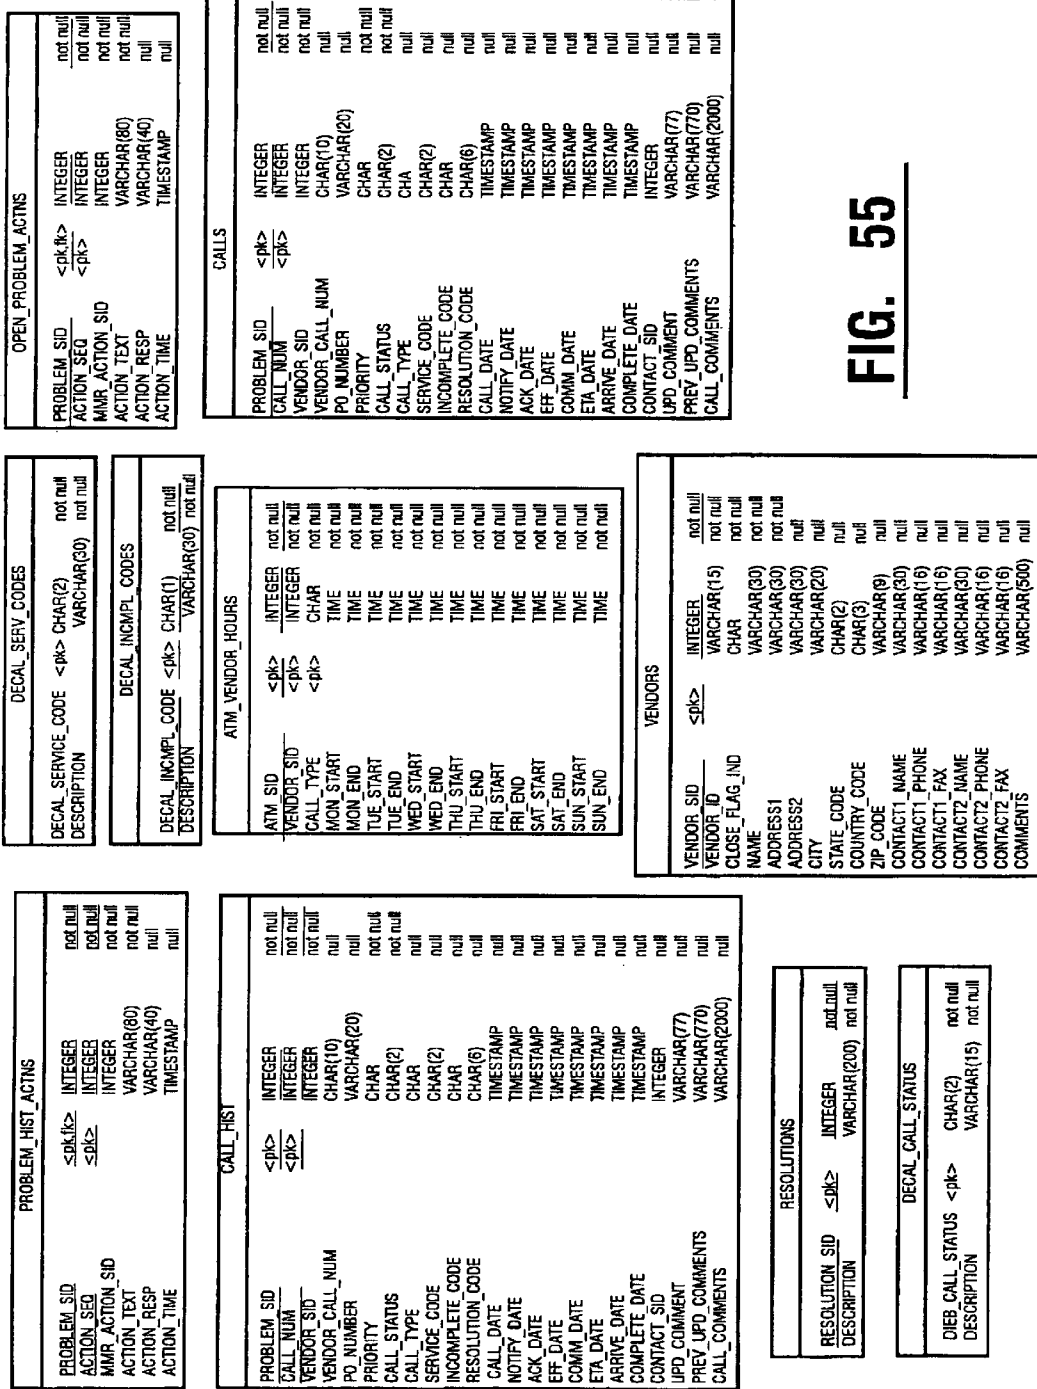 PROBLEM_HIST_ACTNS
PROBLEM_SID <pk,fk> INTEGER not null
ACTION_SEQ <pk> INTEGER not null
MMR_ACTION_SID INTEGER not null
ACTION_TEXT VARCHAR(80) not null
ACTION_RESP VARCHAR(40) null
ACTION_TIME TIMESTAMP null
DECAL_SERV_CODES
DECAL_SERVICE_CODE <pk> CHAR(2) not null
DESCRIPTION VARCHAR(30) not null
DECAL_INCMPL_CODES
DECAL_INCMPL_CODE <pk> CHAR(1) not null
DESCRIPTION VARCHAR(30) not null
OPEN_PROBLEM_ACTNS
PROBLEM_SID <pk,fk> INTEGER not null
ACTION_SEQ <pk> INTEGER not null
MMR_ACTION_SID INTEGER not null
ACTION_TEXT VARCHAR(80) not null
ACTION_RESP VARCHAR(40) null
ACTION_TIME TIMESTAMP null
CALL_HIST
PROBLEM_SID <pk> INTEGER not null
CALL_NUM <pk> INTEGER not null
VENDOR_SID INTEGER not null
VENDOR_CALL_NUM CHAR(10) null
PO_NUMBER VARCHAR(20) null
PRIORITY CHAR not null
CALL_STATUS CHAR(2) not null
CALL_TYPE CHAR null
SERVICE_CODE CHAR(2) null
INCOMPLETE_CODE CHAR null
RESOLUTION_CODE CHAR(6) null
CALL_DATE TIMESTAMP null
NOTIFY_DATE TIMESTAMP null
ACK_DATE TIMESTAMP null
EFF_DATE TIMESTAMP null
COMM_DATE TIMESTAMP null
ETA_DATE TIMESTAMP null
ARRIVE_DATE TIMESTAMP null
COMPLETE_DATE TIMESTAMP null
CONTACT_SID INTEGER null
UPD_COMMENT VARCHAR(77) null
PREV_UPD_COMMENTS VARCHAR(770) null
CALL_COMMENTS VARCHAR(2000) null
ATM_VENDOR_HOURS
ATM_SID <pk> INTEGER not null
VENDOR_SID <pk> INTEGER not null
CALL_TYPE <pk> CHAR not null
MON_START TIME not null
MON_END TIME not null
TUE_START TIME not null
TUE_END TIME not null
WED_START TIME not null
WED_END TIME not null
THU_START TIME not null
THU_END TIME not null
FRI_START TIME not null
FRI_END TIME not null
SAT_START TIME not null
SAT_END TIME not null
SUN_START TIME not null
SUN_END TIME not null
CALLS
PROBLEM_SID <pk> INTEGER not null
CALL_NUM <pk> INTEGER not null
VENDOR_SID INTEGER not null
VENDOR_CALL_NUM CHAR(10) null
PO_NUMBER VARCHAR(20) null
PRIORITY CHAR not null
CALL_STATUS CHAR(2) not null
CALL_TYPE CHA null
SERVICE_CODE CHAR(2) null
INCOMPLETE_CODE CHAR null
RESOLUTION_CODE CHAR(6) null
CALL_DATE TIMESTAMP null
NOTIFY_DATE TIMESTAMP null
ACK_DATE TIMESTAMP null
EFF_DATE TIMESTAMP null
COMM_DATE TIMESTAMP null
ETA_DATE TIMESTAMP null
ARRIVE_DATE TIMESTAMP null
COMPLETE_DATE TIMESTAMP null
CONTACT_SID INTEGER null
UPD_COMMENT VARCHAR(77) null
PREV_UPD_COMMENTS VARCHAR(770) null
CALL_COMMENTS VARCHAR(2000) null
RESOLUTIONS
RESOLUTION_SID <pk> INTEGER not null
DESCRIPTION VARCHAR(200) not null
DECAL_CALL_STATUS
DIEB_CALL_STATUS <pk> CHAR(2) not null
DESCRIPTION VARCHAR(15) not null
VENDORS
VENDOR_SID <pk> INTEGER not null
VENDOR_ID VARCHAR(15) not null
CLOSE_FLAG_IND CHAR not null
NAME VARCHAR(30) not null
ADDRESS1 VARCHAR(30) not null
ADDRESS2 VARCHAR(30) null
CITY VARCHAR(20) null
STATE_CODE CHAR(2) null
COUNTRY_CODE CHAR(3) null
ZIP_CODE VARCHAR(9) null
CONTACT1_NAME VARCHAR(30) null
CONTACT1_PHONE VARCHAR(16) null
CONTACT1_FAX VARCHAR(16) null
CONTACT2_NAME VARCHAR(30) null
CONTACT2_PHONE VARCHAR(16) null
CONTACT2_FAX VARCHAR(16) null
COMMENTS VARCHAR(500) null
FIG. 55